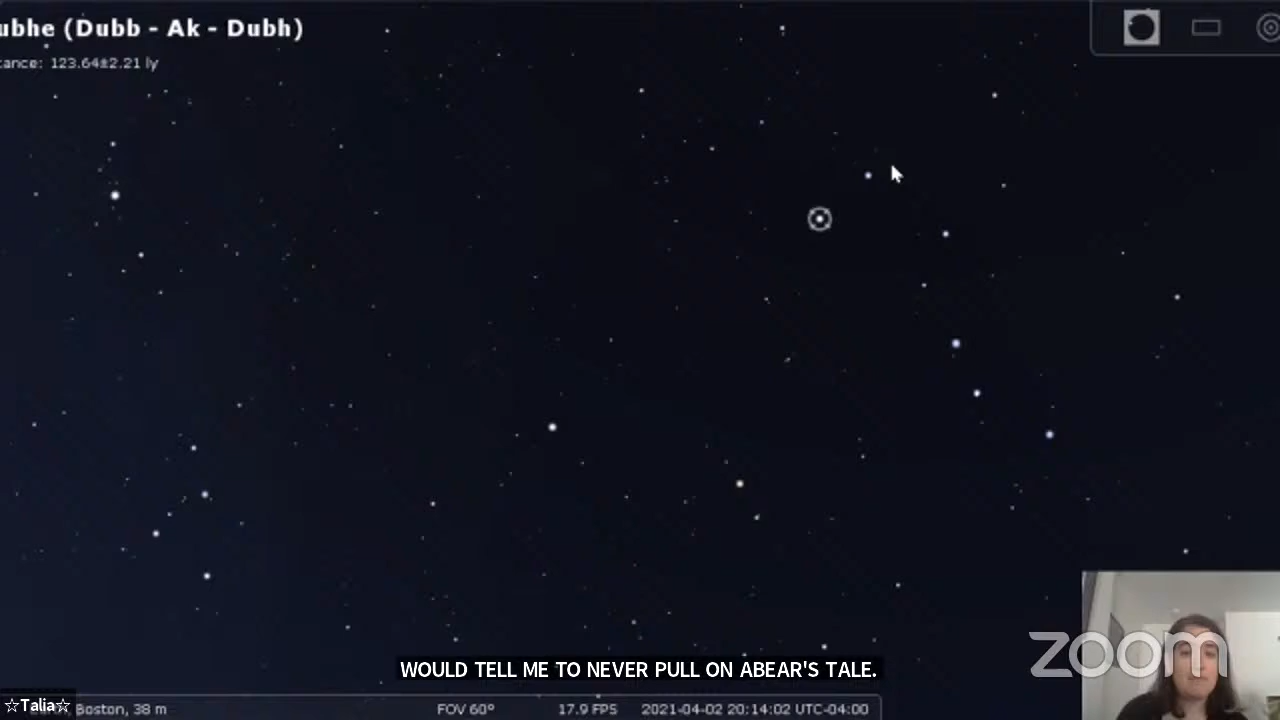 ubhe (Dubb - Ak - Dubh)
tance: 123.64±2.21 ly
WOULD TELL ME TO NEVER PULL ON ABEAR'S TALE.
zoom
☆Talia☆
Boston, 38 m
FOV 60°
17.9 FPS
2021-04-02 20:14:02 UTC-04:00